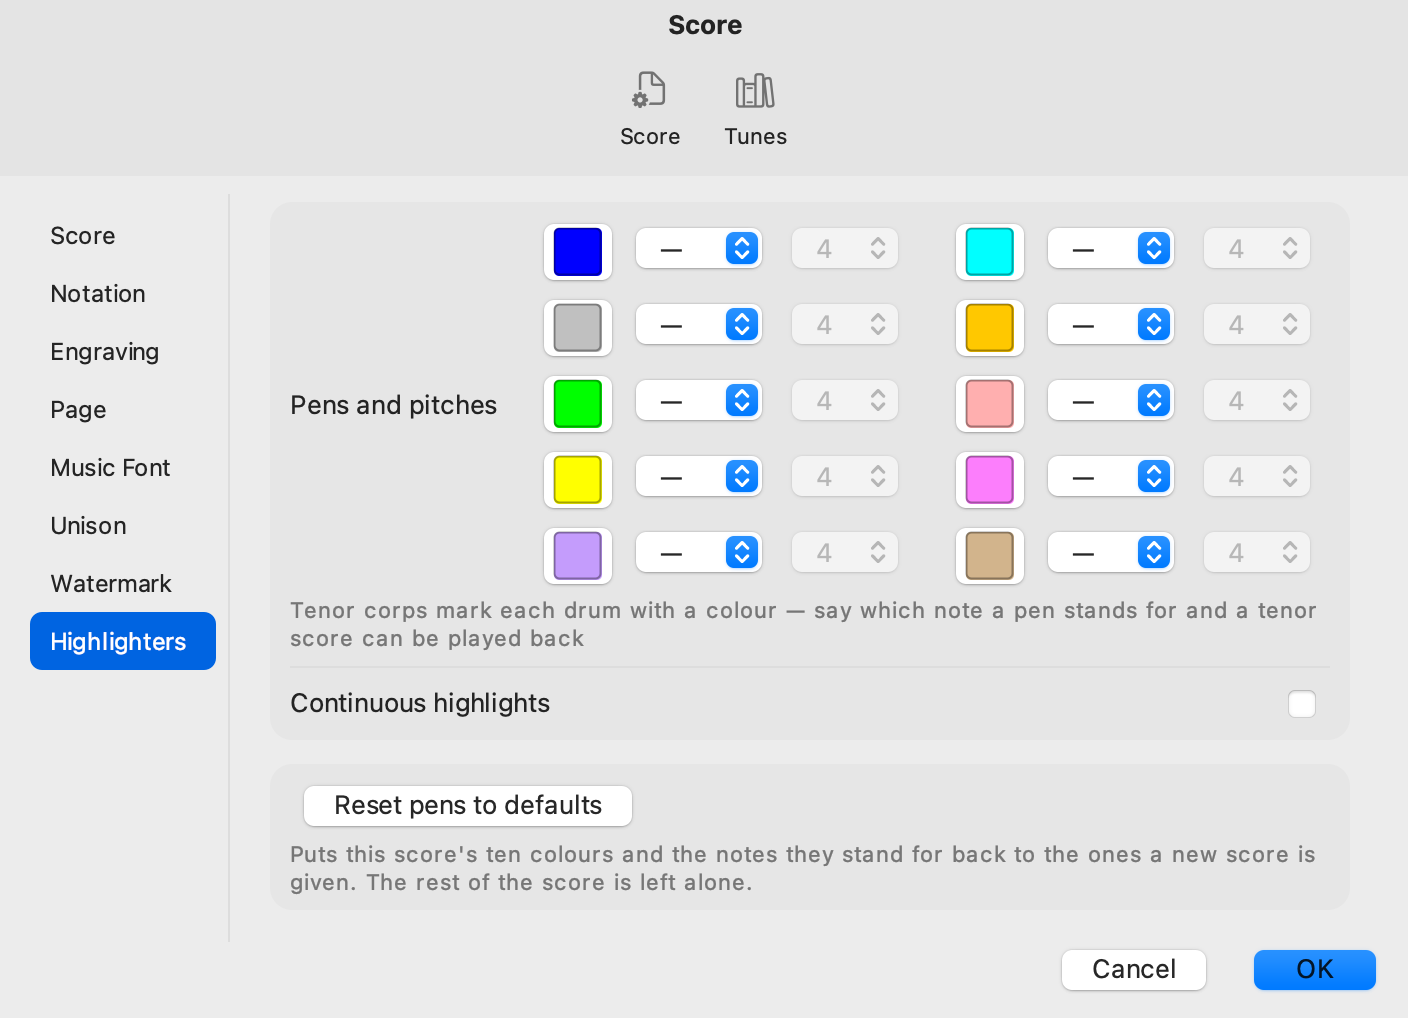 Score
Score
Tunes
Score
Notation
Engraving
Page
Music Font
Unison
Watermark
Highlighters
Pens and pitches
— 4 — 4
— 4 — 4
— 4 — 4
— 4 — 4
— 4 — 4
Tenor corps mark each drum with a colour — say which note a pen stands for and a tenor
score can be played back
Continuous highlights
Reset pens to defaults
Puts this score's ten colours and the notes they stand for back to the ones a new score is
given. The rest of the score is left alone.
Cancel
OK